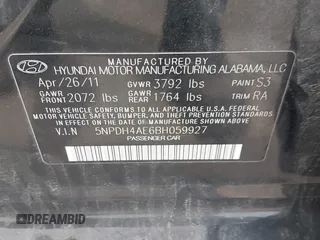 HYUNDAI MOTOR MANUFACTURING ALABAMA, LLC
Apr/26/11 GVWR 3792 lbs PAINT S3
GAWR FRONT 2072 lbs GAWR REAR 1764 lbs TRIM RA
THIS VEHICLE CONFORMS TO ALL APPLICABLE FEDERAL MOTOR VEHICLE SAFETY, BUMPER, AND THEFT PREVENTION STANDARDS IN EFFECT ON THE DATE OF MANUFACTURE SHOWN ABOVE.
V.I.N 5NPDH4AE6BH059927
PASSENGER CAR
DREAMBID